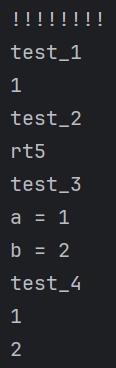 !!!!!!!!
test_1
1
test_2
rt5
test_3
a = 1
b = 2
test_4
1
2